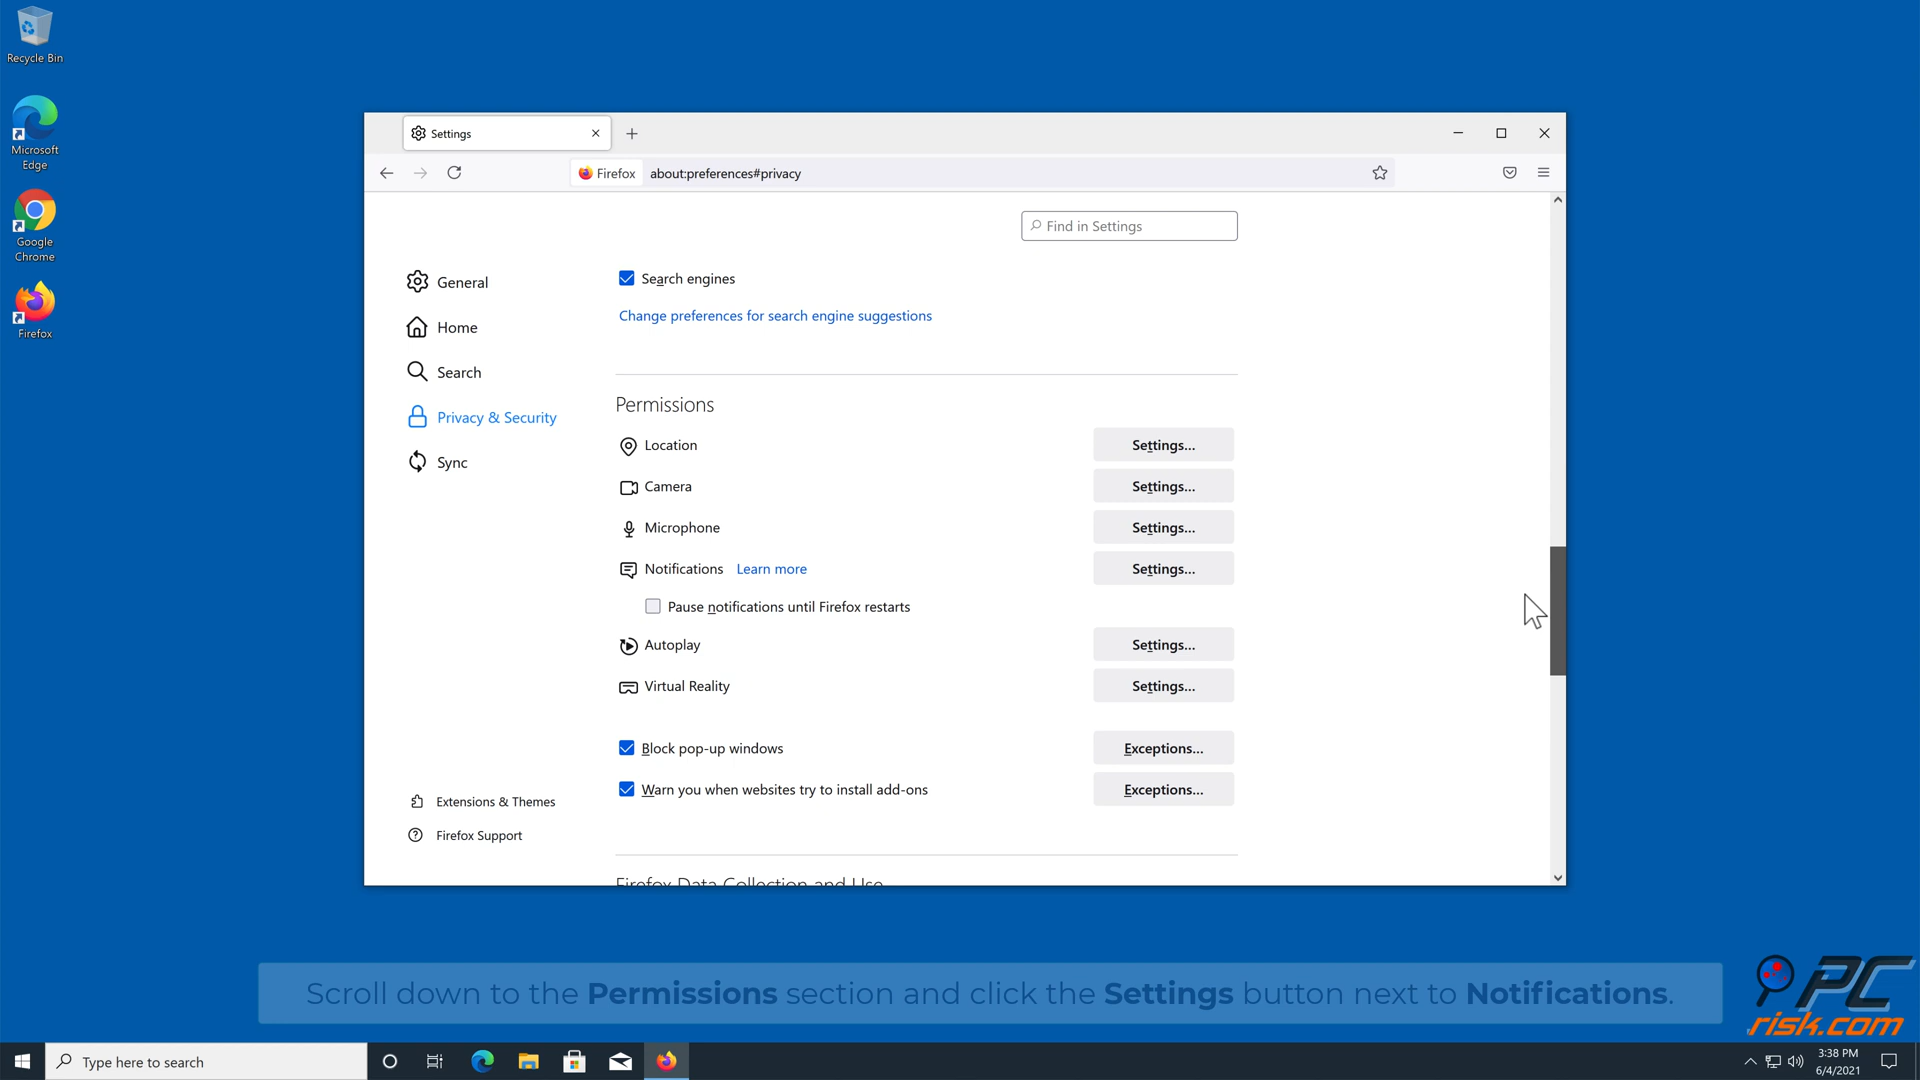 Recycle Bin
Microsoft
Edge
Google
Chrome
Firefox
Settings
Firefox
about:preferences#privacy
Find in Settings
General
Home
Search
Privacy & Security
Sync
Extensions & Themes
Firefox Support
Search engines
Change preferences for search engine suggestions
Permissions
Location Settings...
Camera Settings...
Microphone Settings...
Notifications Learn more Settings...
Pause notifications until Firefox restarts
Autoplay Settings...
Virtual Reality Settings...
Block pop-up windows Exceptions...
Warn you when websites try to install add-ons Exceptions...
Firefox Data Collection and Use
Scroll down to the Permissions section and click the Settings button next to Notifications.
PC
risk.com
Type here to search
3:38 PM
6/4/2021